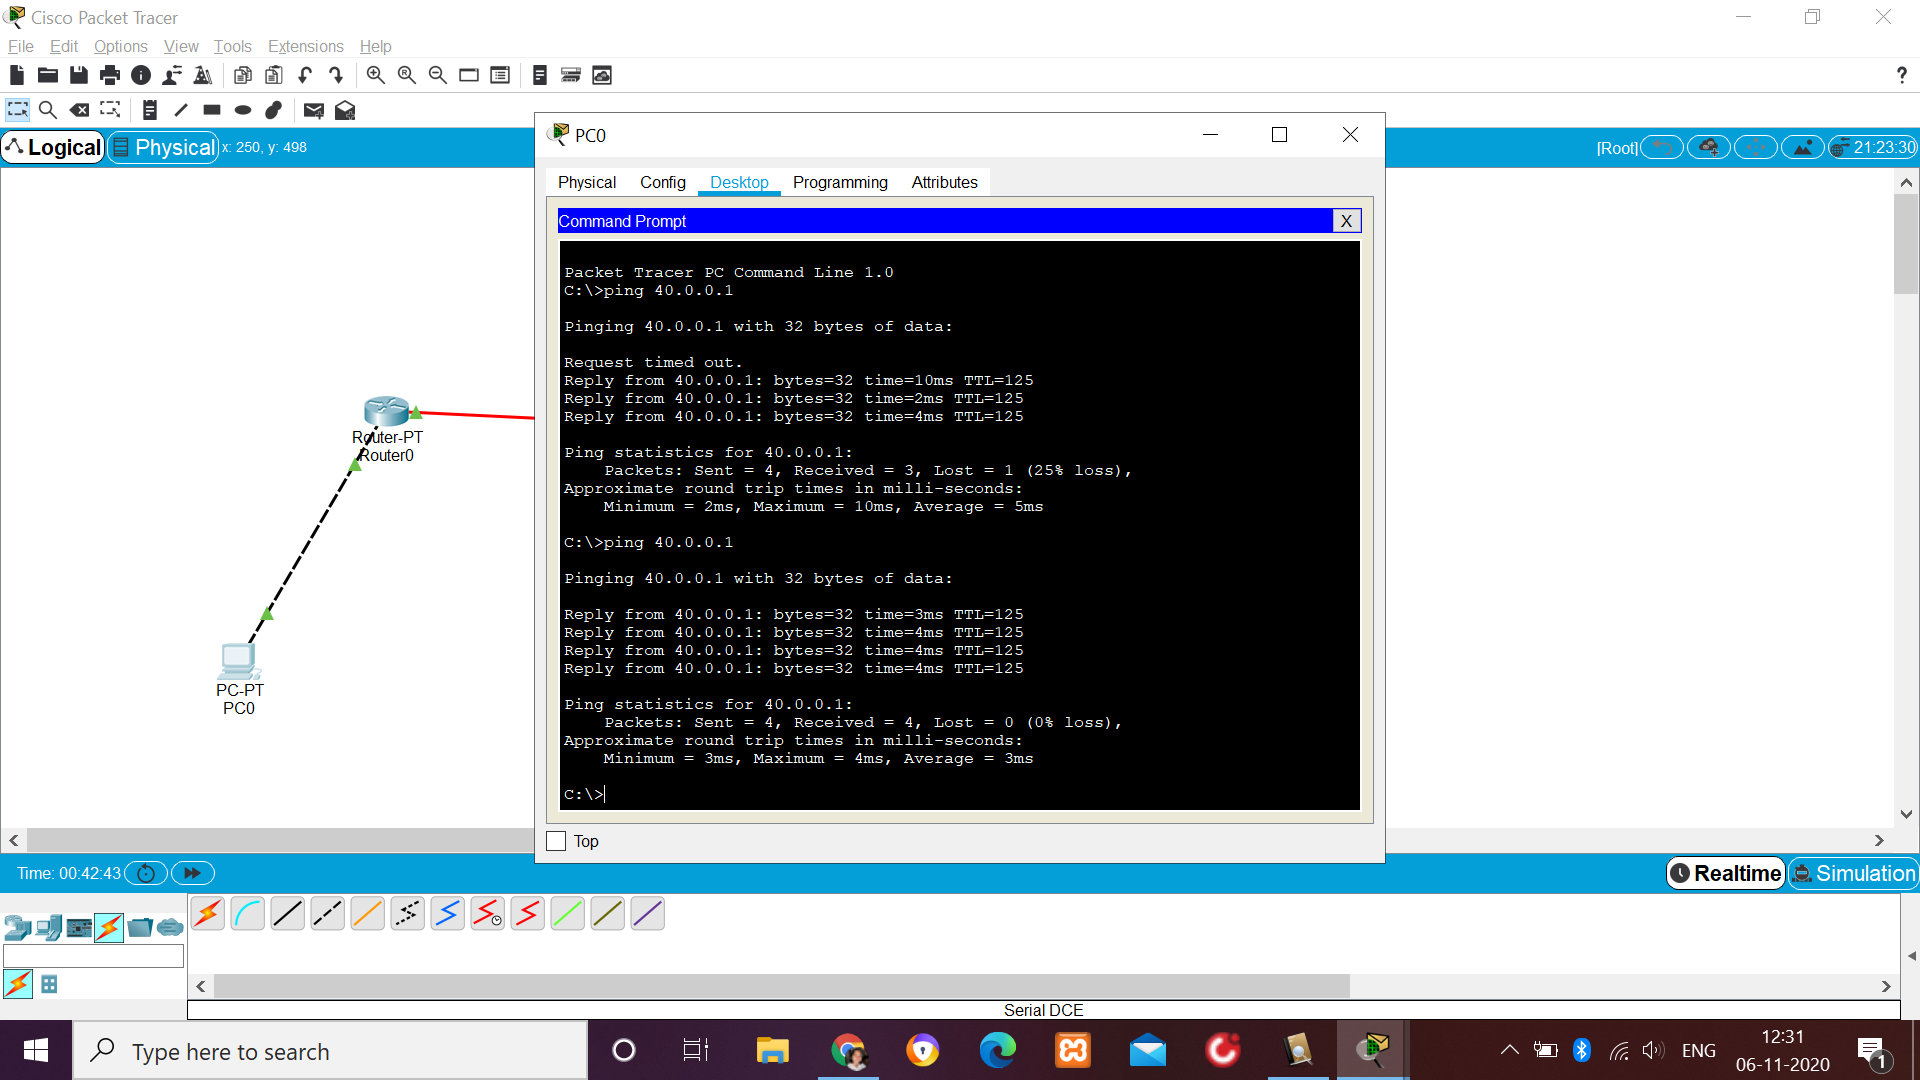 Cisco Packet Tracer
File Edit Options View Tools Extensions Help
?
Logical Physical x: 250, y: 498
[Root] 21:23:30
PC0
Physical Config Desktop Programming Attributes
Command Prompt X
Packet Tracer PC Command Line 1.0
C:\>ping 40.0.0.1
Pinging 40.0.0.1 with 32 bytes of data:
Request timed out.
Reply from 40.0.0.1: bytes=32 time=10ms TTL=125
Reply from 40.0.0.1: bytes=32 time=2ms TTL=125
Reply from 40.0.0.1: bytes=32 time=4ms TTL=125
Ping statistics for 40.0.0.1:
Packets: Sent = 4, Received = 3, Lost = 1 (25% loss),
Approximate round trip times in milli-seconds:
Minimum = 2ms, Maximum = 10ms, Average = 5ms
C:\>ping 40.0.0.1
Pinging 40.0.0.1 with 32 bytes of data:
Reply from 40.0.0.1: bytes=32 time=3ms TTL=125
Reply from 40.0.0.1: bytes=32 time=4ms TTL=125
Reply from 40.0.0.1: bytes=32 time=4ms TTL=125
Reply from 40.0.0.1: bytes=32 time=4ms TTL=125
Ping statistics for 40.0.0.1:
Packets: Sent = 4, Received = 4, Lost = 0 (0% loss),
Approximate round trip times in milli-seconds:
Minimum = 3ms, Maximum = 4ms, Average = 3ms
C:\>
Top
Router-PT
Router0
PC-PT
PC0
Time: 00:42:43
Realtime Simulation
Serial DCE
Type here to search
ENG
12:31
06-11-2020
1